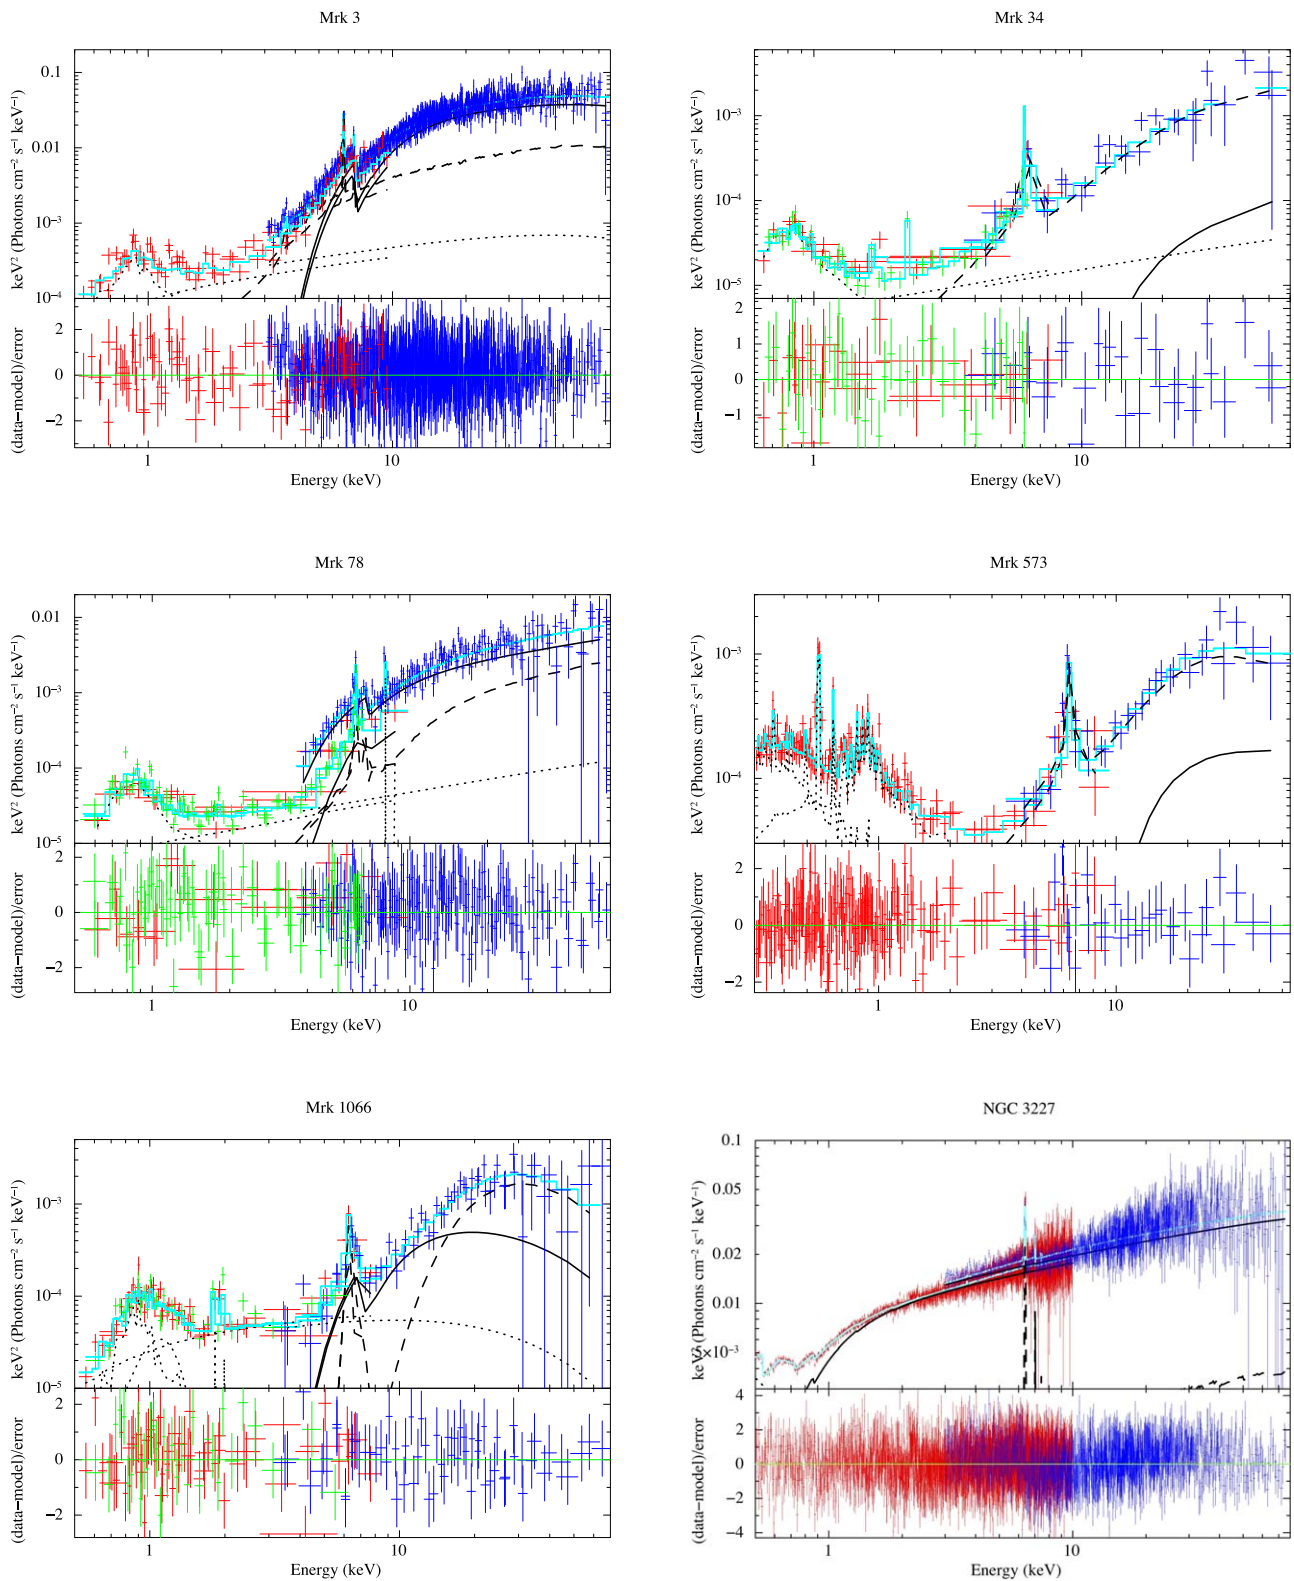 Mrk 3
keV² (Photons cm⁻² s⁻¹ keV⁻¹)
0.1
0.01
10⁻³
10⁻⁴
(data−model)/error
2
0
−2
1
10
Energy (keV)
Mrk 34
keV² (Photons cm⁻² s⁻¹ keV⁻¹)
10⁻³
10⁻⁴
10⁻⁵
(data−model)/error
2
1
0
−1
1
10
Energy (keV)
Mrk 78
keV² (Photons cm⁻² s⁻¹ keV⁻¹)
0.01
10⁻³
10⁻⁴
10⁻⁵
(data−model)/error
2
0
−2
1
10
Energy (keV)
Mrk 573
keV² (Photons cm⁻² s⁻¹ keV⁻¹)
10⁻³
10⁻⁴
(data−model)/error
2
0
−2
1
10
Energy (keV)
Mrk 1066
keV² (Photons cm⁻² s⁻¹ keV⁻¹)
10⁻³
10⁻⁴
10⁻⁵
(data−model)/error
2
0
−2
1
10
Energy (keV)
NGC 3227
keV² (Photons cm⁻² s⁻¹ keV⁻¹)
0.1
0.05
0.02
0.01
5×10⁻³
(data−model)/error
4
2
0
−2
−4
1
10
Energy (keV)